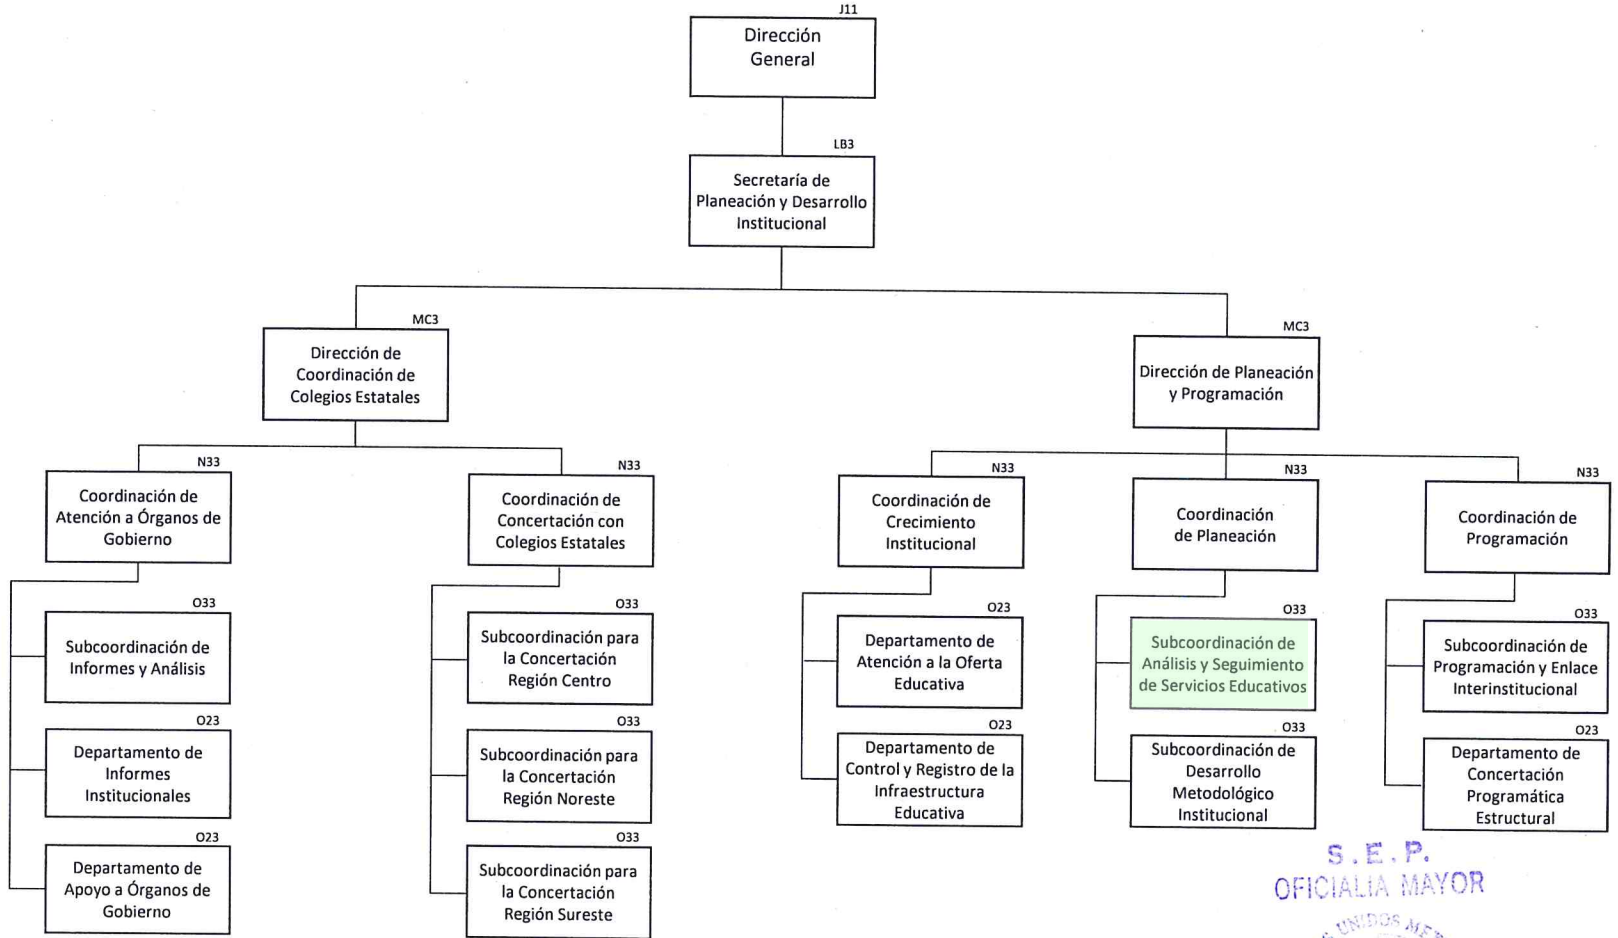 J11
Dirección
General
LB3
Secretaría de
Planeación y Desarrollo
Institucional
MC3
Dirección de
Coordinación de
Colegios Estatales
MC3
Dirección de Planeación
y Programación
N33
Coordinación de
Atención a Órganos de
Gobierno
N33
Coordinación de
Concertación con
Colegios Estatales
N33
Coordinación de
Crecimiento
Institucional
N33
Coordinación
de Planeación
N33
Coordinación de
Programación
O33
Subcoordinación de
Informes y Análisis
O23
Departamento de
Informes
Institucionales
O23
Departamento de
Apoyo a Órganos de
Gobierno
O33
Subcoordinación para
la Concertación
Región Centro
O33
Subcoordinación para
la Concertación
Región Noreste
O33
Subcoordinación para
la Concertación
Región Sureste
O23
Departamento de
Atención a la Oferta
Educativa
O23
Departamento de
Control y Registro de la
Infraestructura
Educativa
O33
Subcoordinación de
Análisis y Seguimiento
de Servicios Educativos
O33
Subcoordinación de
Desarrollo
Metodológico
Institucional
O33
Subcoordinación de
Programación y Enlace
Interinstitucional
O23
Departamento de
Concertación
Programática
Estructural
S.E.P.
OFICIALIA MAYOR
UNIDOS